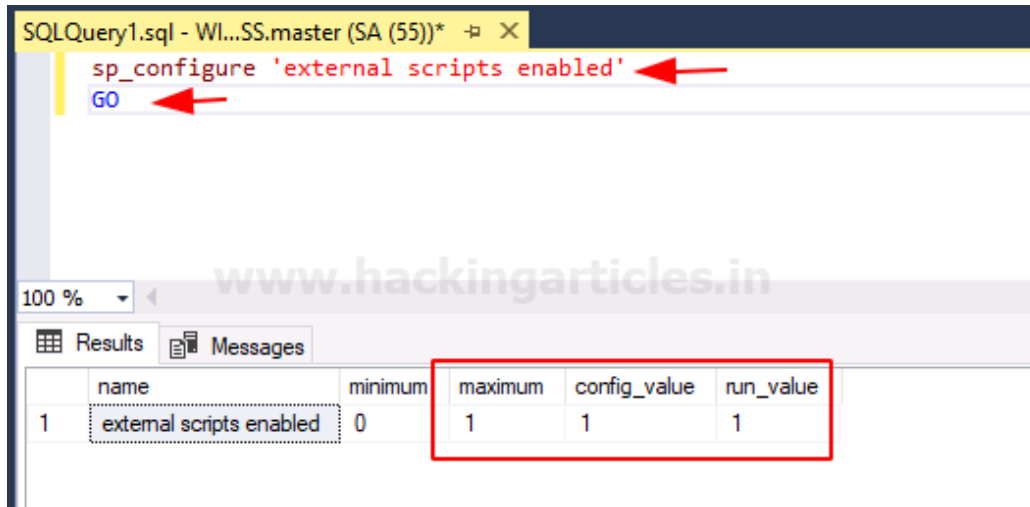 SQLQuery1.sql - WI...SS.master (SA (55))*
sp_configure 'external scripts enabled'
GO
www.hackingarticles.in
100 %
Results Messages
name minimum maximum config_value run_value
1 external scripts enabled 0 1 1 1